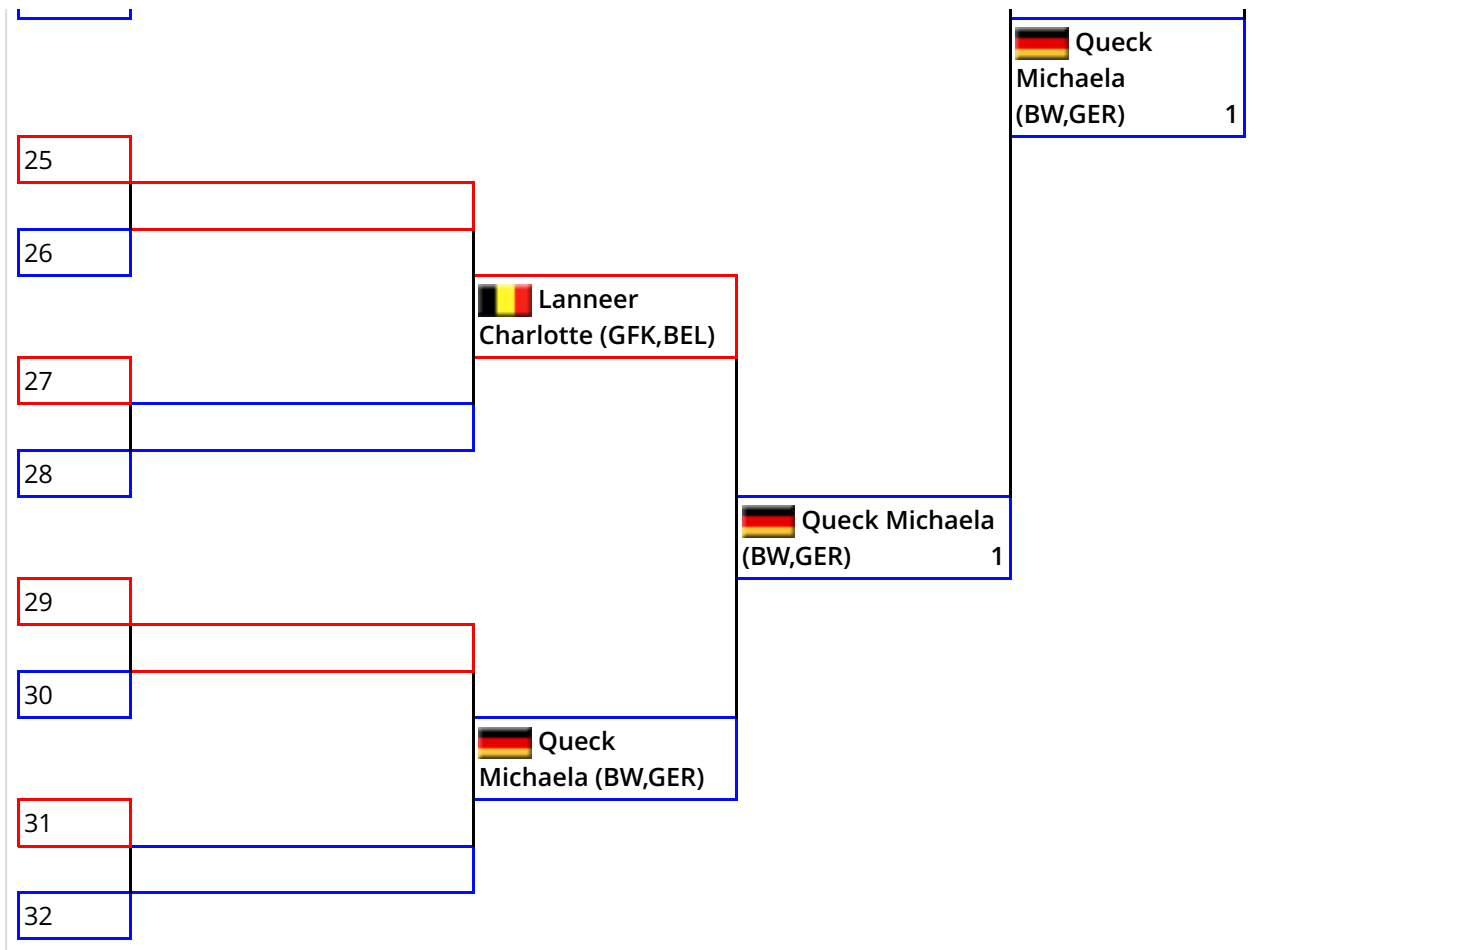 Queck
Michaela
(BW,GER) 1
25
26
Lanneer
Charlotte (GFK,BEL)
27
28
Queck Michaela
(BW,GER) 1
29
30
Queck
Michaela (BW,GER)
31
32